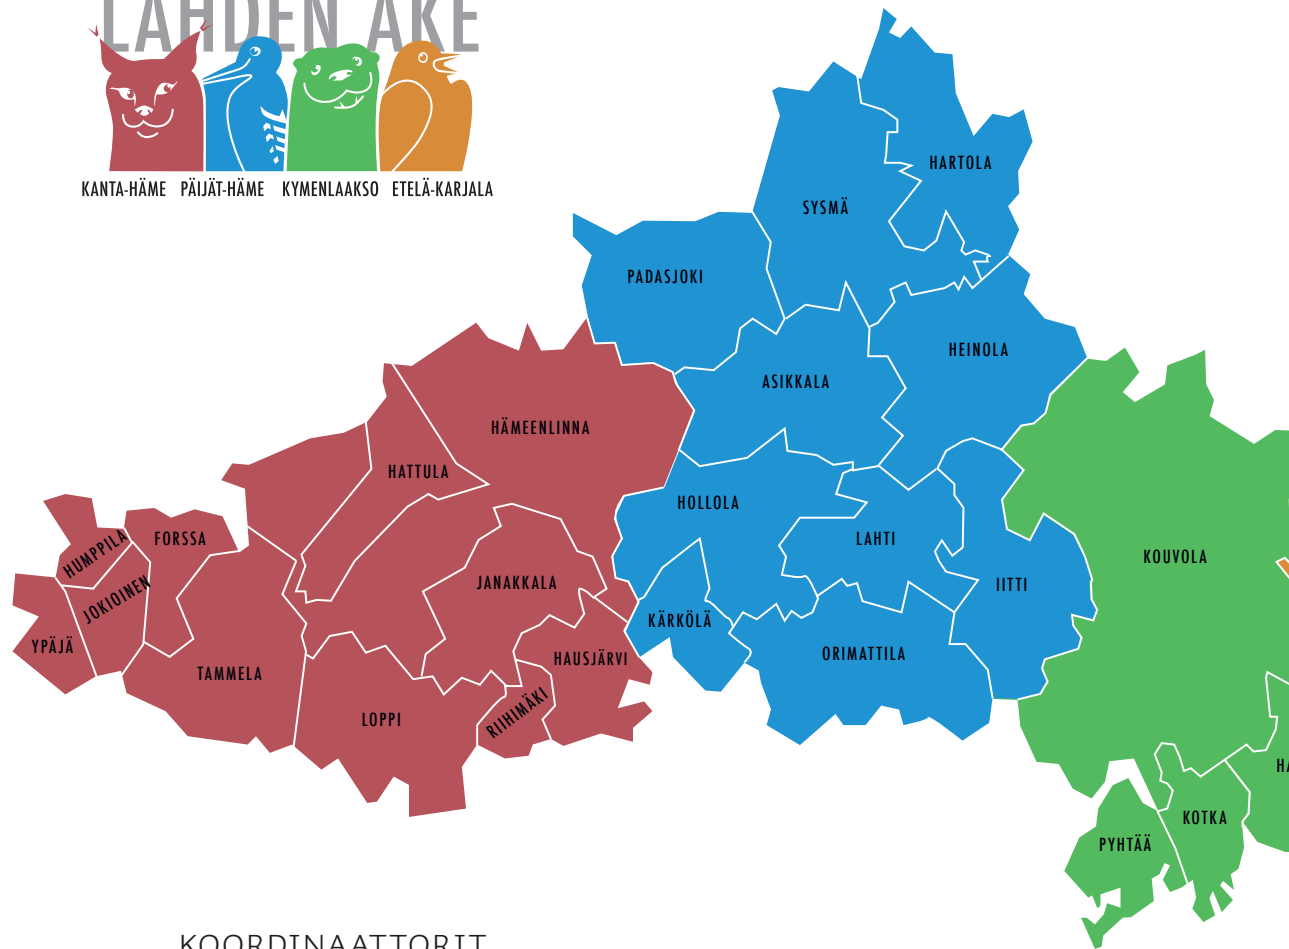 LAHDEN AKE
KANTA-HÄME PÄIJÄT-HÄME KYMENLAAKSO ETELÄ-KARJALA
HARTOLA
SYSMÄ
PADASJOKI
HEINOLA
ASIKKALA
HÄMEENLINNA
HATTULA
HOLLOLA
LAHTI
FORSSA
HUMPPILA
KOUVOLA
JANAKKALA
IITTI
JOKIOINEN
KÄRKÖLÄ
YPÄJÄ
ORIMATTILA
HAUSJÄRVI
TAMMELA
LOPPI
RIIHIMÄKI
HA
KOTKA
PYHTÄÄ
KOORDINAATTORIT